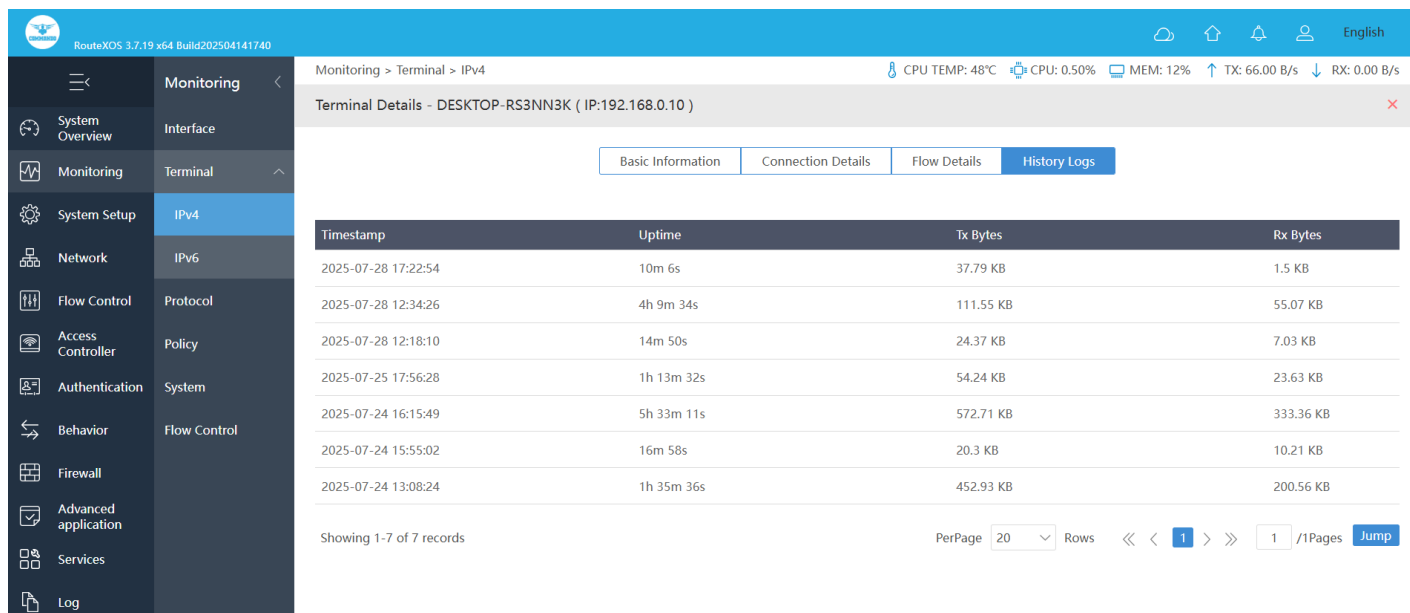 RouteXOS 3.7.19 x64 Build202504141740
English
Monitoring
Monitoring > Terminal > IPv4
CPU TEMP: 48℃ CPU: 0.50% MEM: 12% TX: 66.00 B/s RX: 0.00 B/s
Terminal Details - DESKTOP-RS3NN3K ( IP:192.168.0.10 )
System
Overview
Monitoring
System Setup
Network
Flow Control
Access
Controller
Authentication
Behavior
Firewall
Advanced
application
Services
Log
Interface
Terminal
IPv4
IPv6
Protocol
Policy
System
Flow Control
Basic Information Connection Details Flow Details History Logs
Timestamp Uptime Tx Bytes Rx Bytes
2025-07-28 17:22:54 10m 6s 37.79 KB 1.5 KB
2025-07-28 12:34:26 4h 9m 34s 111.55 KB 55.07 KB
2025-07-28 12:18:10 14m 50s 24.37 KB 7.03 KB
2025-07-25 17:56:28 1h 13m 32s 54.24 KB 23.63 KB
2025-07-24 16:15:49 5h 33m 11s 572.71 KB 333.36 KB
2025-07-24 15:55:02 16m 58s 20.3 KB 10.21 KB
2025-07-24 13:08:24 1h 35m 36s 452.93 KB 200.56 KB
Showing 1-7 of 7 records
PerPage 20 Rows 1 1 /1Pages Jump